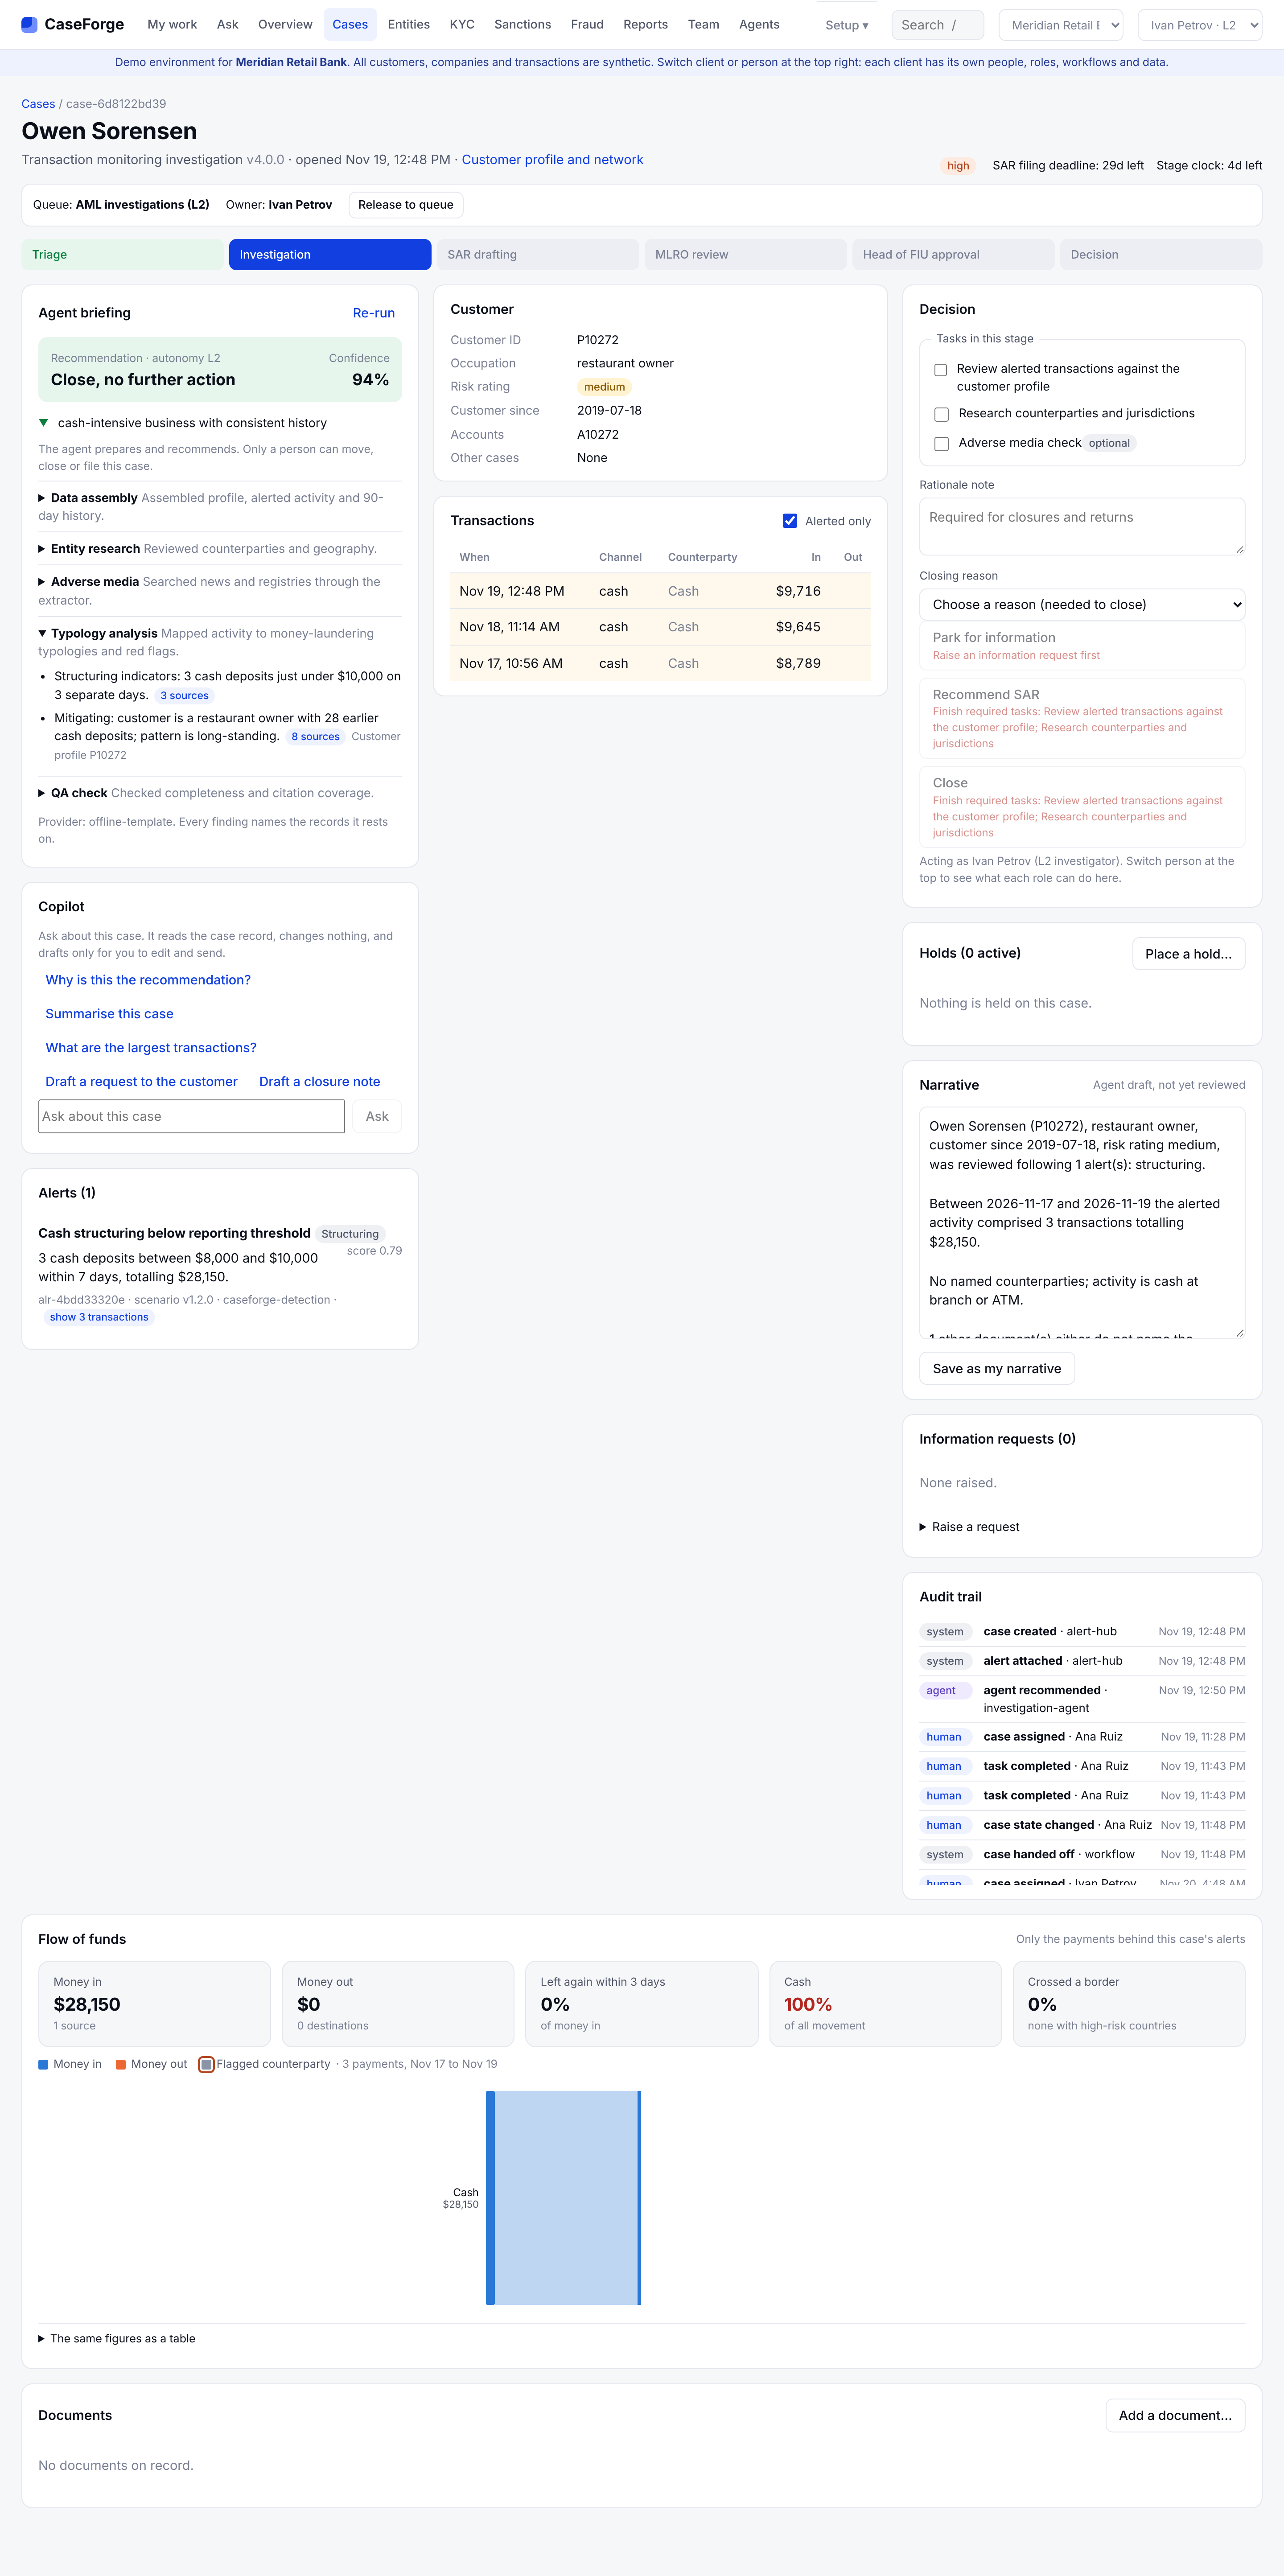 CaseForge My work Ask Overview Cases Entities KYC Sanctions Fraud Reports Team Agents Setup ▾ Search / Meridian Retail Ivan Petrov · L2
Demo environment for Meridian Retail Bank. All customers, companies and transactions are synthetic. Switch client or person at the top right: each client has its own people, roles, workflows and data.
Cases / case-6d8122bd39
Owen Sorensen
Transaction monitoring investigation v4.0.0 · opened Nov 19, 12:48 PM · Customer profile and network
high SAR filing deadline: 29d left Stage clock: 4d left
Queue: AML investigations (L2) Owner: Ivan Petrov Release to queue
Triage Investigation SAR drafting MLRO review Head of FIU approval Decision
Agent briefing Re-run
Recommendation · autonomy L2 Confidence
Close, no further action 94%
▼ cash-intensive business with consistent history
The agent prepares and recommends. Only a person can move,
close or file this case.
▶ Data assembly Assembled profile, alerted activity and 90-
day history.
▶ Entity research Reviewed counterparties and geography.
▶ Adverse media Searched news and registries through the
extractor.
▼ Typology analysis Mapped activity to money-laundering
typologies and red flags.
• Structuring indicators: 3 cash deposits just under $10,000 on
3 separate days. 3 sources
• Mitigating: customer is a restaurant owner with 28 earlier
cash deposits; pattern is long-standing. 8 sources Customer
profile P10272
▶ QA check Checked completeness and citation coverage.
Provider: offline-template. Every finding names the records it rests
on.
Copilot
Ask about this case. It reads the case record, changes nothing, and
drafts only for you to edit and send.
Why is this the recommendation?
Summarise this case
What are the largest transactions?
Draft a request to the customer Draft a closure note
Ask about this case Ask
Alerts (1)
Cash structuring below reporting threshold Structuring
score 0.79
3 cash deposits between $8,000 and $10,000
within 7 days, totalling $28,150.
alr-4bdd33320e · scenario v1.2.0 · caseforge-detection ·
show 3 transactions
Customer
Customer ID P10272
Occupation restaurant owner
Risk rating medium
Customer since 2019-07-18
Accounts A10272
Other cases None
Transactions Alerted only
When Channel Counterparty In Out
Nov 19, 12:48 PM cash Cash $9,716
Nov 18, 11:14 AM cash Cash $9,645
Nov 17, 10:56 AM cash Cash $8,789
Decision
Tasks in this stage
Review alerted transactions against the
customer profile
Research counterparties and jurisdictions
Adverse media check optional
Rationale note
Required for closures and returns
Closing reason
Choose a reason (needed to close)
Park for information
Raise an information request first
Recommend SAR
Finish required tasks: Review alerted transactions against
the customer profile; Research counterparties and
jurisdictions
Close
Finish required tasks: Review alerted transactions against
the customer profile; Research counterparties and
jurisdictions
Acting as Ivan Petrov (L2 investigator). Switch person at the
top to see what each role can do here.
Holds (0 active) Place a hold...
Nothing is held on this case.
Narrative Agent draft, not yet reviewed
Owen Sorensen (P10272), restaurant owner,
customer since 2019-07-18, risk rating medium,
was reviewed following 1 alert(s): structuring.
Between 2026-11-17 and 2026-11-19 the alerted
activity comprised 3 transactions totalling
$28,150.
No named counterparties; activity is cash at
branch or ATM.
1 other document(s) either do not name the
Save as my narrative
Information requests (0)
None raised.
▶ Raise a request
Audit trail
system case created · alert-hub Nov 19, 12:48 PM
system alert attached · alert-hub Nov 19, 12:48 PM
agent agent recommended · Nov 19, 12:50 PM
investigation-agent
human case assigned · Ana Ruiz Nov 19, 11:28 PM
human task completed · Ana Ruiz Nov 19, 11:43 PM
human task completed · Ana Ruiz Nov 19, 11:43 PM
human case state changed · Ana Ruiz Nov 19, 11:48 PM
system case handed off · workflow Nov 19, 11:48 PM
human case assigned · Ivan Petrov Nov 20, 4:48 AM
Flow of funds Only the payments behind this case's alerts
Money in Money out Left again within 3 days Cash Crossed a border
$28,150 $0 0% 100% 0%
1 source 0 destinations of money in of all movement none with high-risk countries
Money in Money out Flagged counterparty · 3 payments, Nov 17 to Nov 19
Cash
$28,150
▶ The same figures as a table
Documents Add a document...
No documents on record.